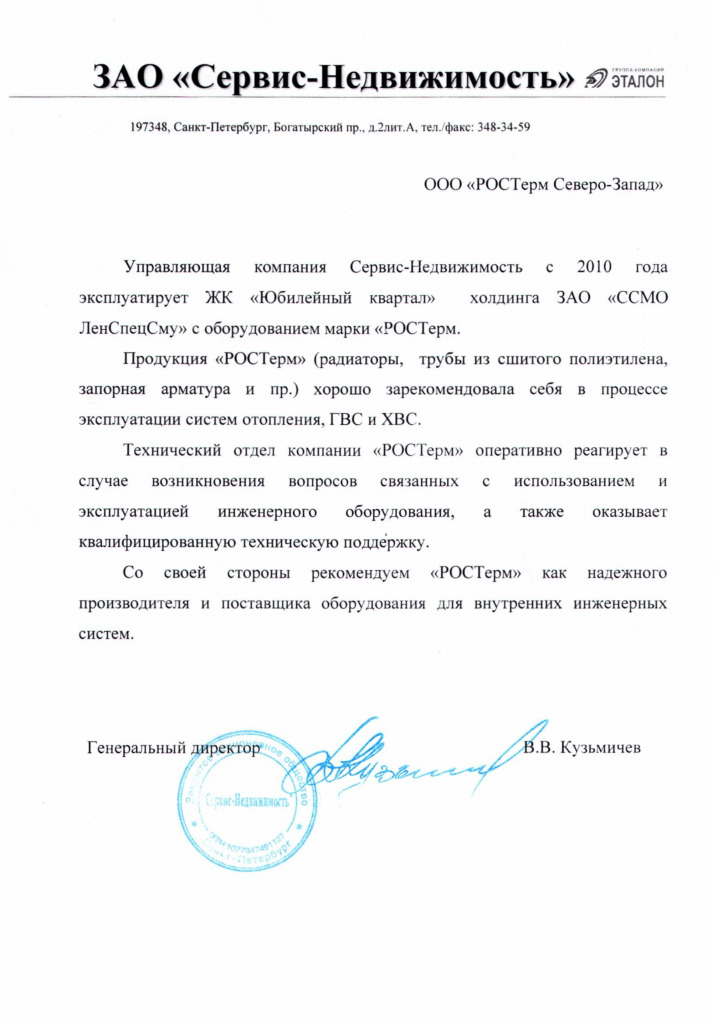 ЗАО «Сервис-Недвижимость»
ГРУППА КОМПАНИЙ
ЭТАЛОН
197348, Санкт-Петербург, Богатырский пр., д.2лит.А, тел./факс: 348-34-59
ООО «РОСТерм Северо-Запад»
Управляющая компания Сервис-Недвижимость с 2010 года
эксплуатирует ЖК «Юбилейный квартал» холдинга ЗАО «ССМО
ЛенСпецСму» с оборудованием марки «РОСТерм.
Продукция «РОСТерм» (радиаторы, трубы из сшитого полиэтилена,
запорная арматура и пр.) хорошо зарекомендовала себя в процессе
эксплуатации систем отопления, ГВС и ХВС.
Технический отдел компании «РОСТерм» оперативно реагирует в
случае возникновения вопросов связанных с использованием и
эксплуатацией инженерного оборудования, а также оказывает
квалифицированную техническую поддержку.
Со своей стороны рекомендуем «РОСТерм» как надежного
производителя и поставщика оборудования для внутренних инженерных
систем.
Генеральный директор
В.В. Кузьмичев
Закрытое акционерное общество
Сервис-Недвижимость
Санкт-Петербург